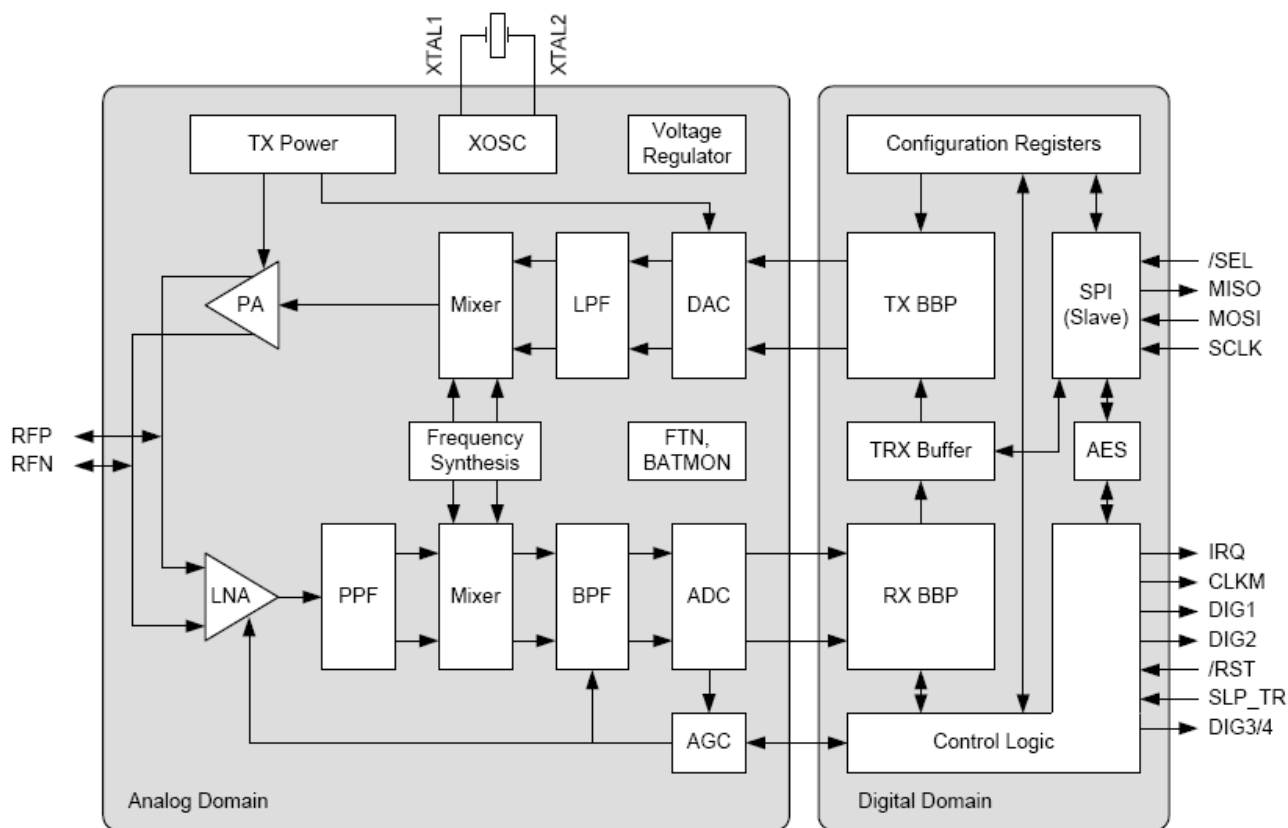 XTAL1
XTAL2
TX Power
XOSC
Voltage
Regulator
Configuration Registers
PA
Mixer
LPF
DAC
TX BBP
SPI
(Slave)
/SEL
MISO
MOSI
SCLK
RFP
RFN
Frequency
Synthesis
FTN,
BATMON
TRX Buffer
AES
LNA
PPF
Mixer
BPF
ADC
RX BBP
IRQ
CLKM
DIG1
DIG2
/RST
SLP_TR
DIG3/4
AGC
Control Logic
Analog Domain
Digital Domain